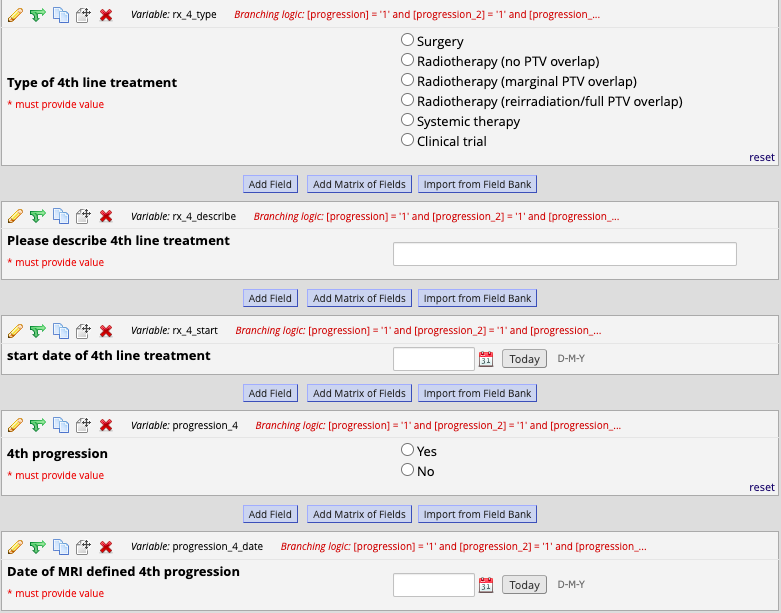 Variable: rx_4_type Branching logic: [progression] = '1' and [progression_2] = '1' and [progression_...
Surgery
Radiotherapy (no PTV overlap)
Radiotherapy (marginal PTV overlap)
Type of 4th line treatment
Radiotherapy (reirradiation/full PTV overlap)
* must provide value
Systemic therapy
Clinical trial
reset
Add Field Add Matrix of Fields Import from Field Bank
Variable: rx_4_describe Branching logic: [progression] = '1' and [progression_2] = '1' and [progression_...
Please describe 4th line treatment
* must provide value
Add Field Add Matrix of Fields Import from Field Bank
Variable: rx_4_start Branching logic: [progression] = '1' and [progression_2] = '1' and [progression_...
start date of 4th line treatment 31 Today D-M-Y
Add Field Add Matrix of Fields Import from Field Bank
Variable: progression_4 Branching logic: [progression] = '1' and [progression_2] = '1' and [progression_...
4th progression Yes
* must provide value No
reset
Add Field Add Matrix of Fields Import from Field Bank
Variable: progression_4_date Branching logic: [progression] = '1' and [progression_2] = '1' and [progression_...
Date of MRI defined 4th progression
31 Today D-M-Y
* must provide value